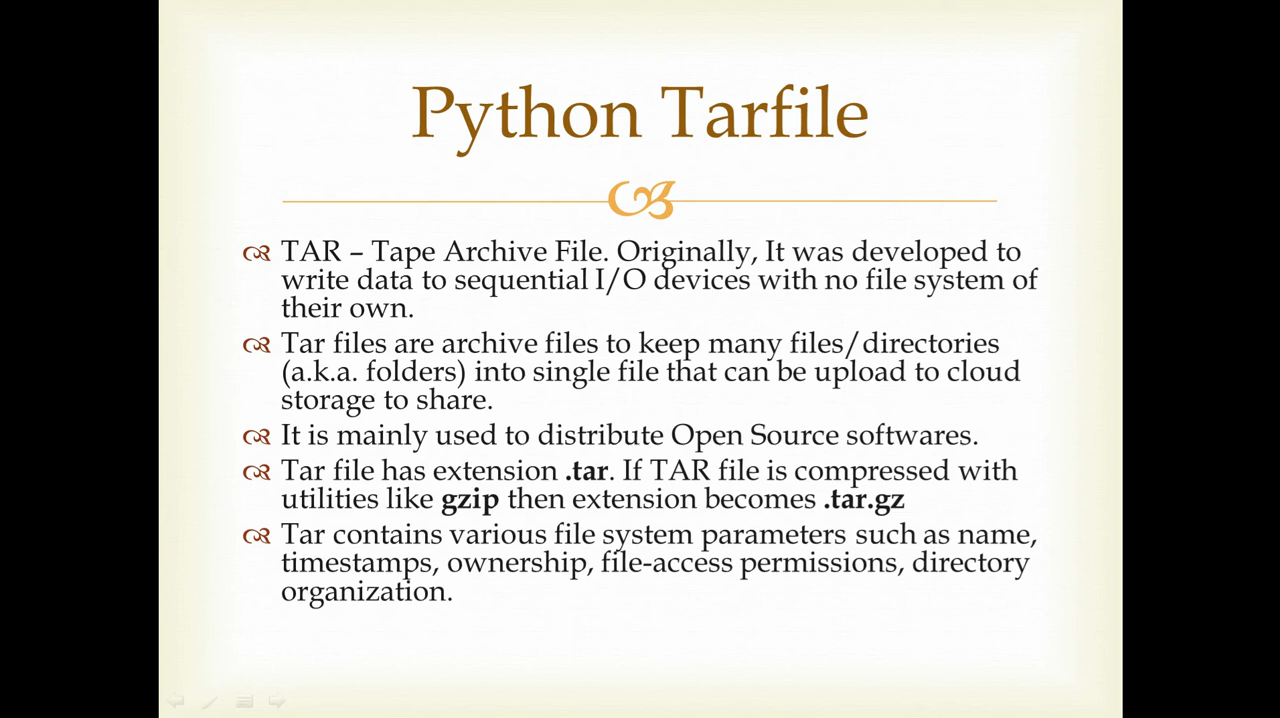 Python Tarfile
TAR – Tape Archive File. Originally, It was developed to
write data to sequential I/O devices with no file system of
their own.
Tar files are archive files to keep many files/directories
(a.k.a. folders) into single file that can be upload to cloud
storage to share.
It is mainly used to distribute Open Source softwares.
Tar file has extension .tar. If TAR file is compressed with
utilities like gzip then extension becomes .tar.gz
Tar contains various file system parameters such as name,
timestamps, ownership, file-access permissions, directory
organization.